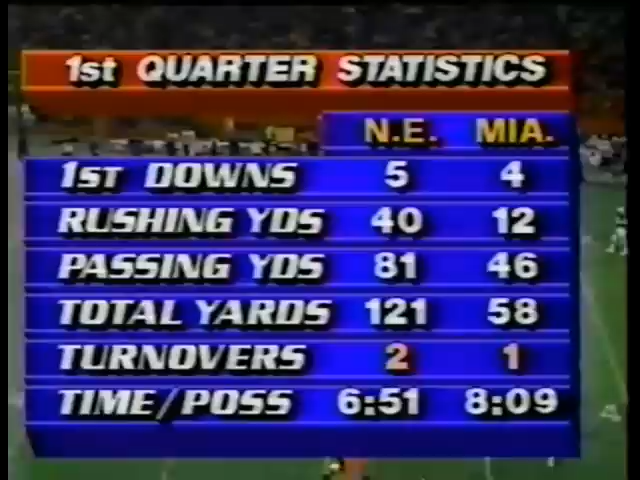 1st QUARTER STATISTICS
N.E. MIA.
1ST DOWNS 5 4
RUSHING YDS 40 12
PASSING YDS 81 46
TOTAL YARDS 121 58
TURNOVERS 2 1
TIME/POSS 6:51 8:09